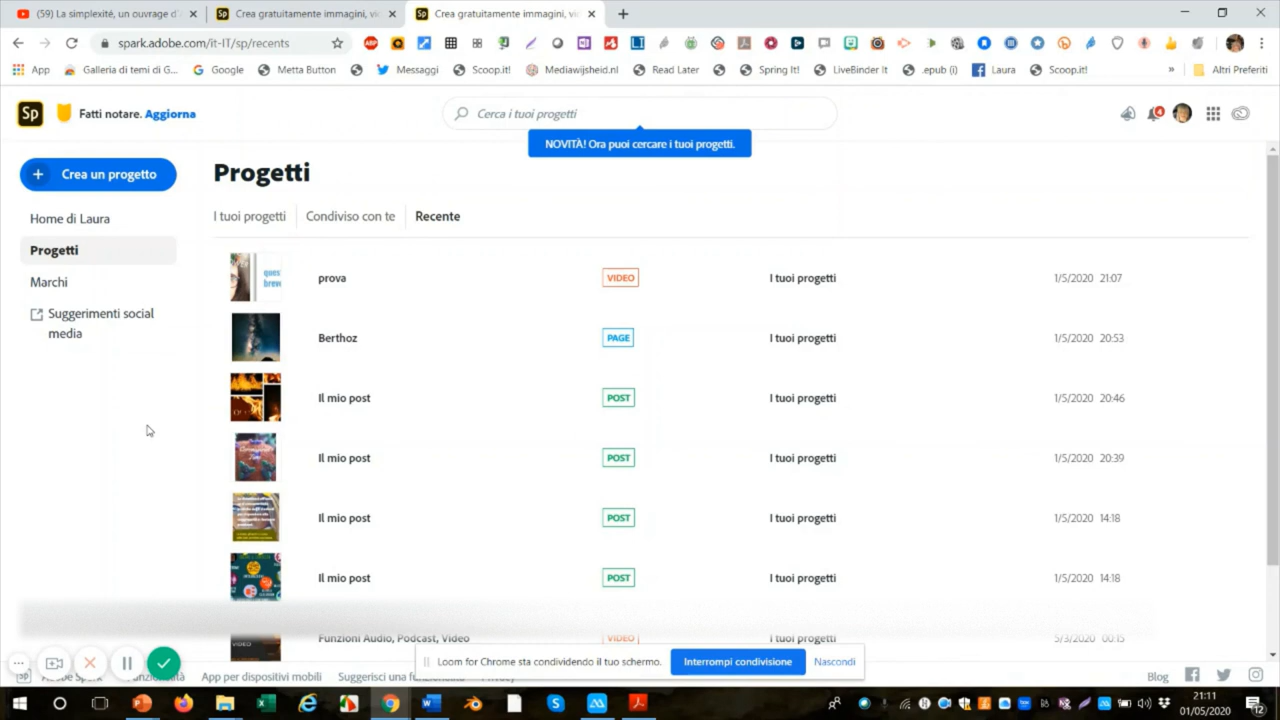 (59) La simplexité, un ouvrage d'
Crea gratuitamente immagini, vi
Crea gratuitamente immagini, vi
spark.adobe.com/it-IT/sp/recents
App
Galleria di temi di G...
Google
Metta Button
Messaggi
Scoop.it!
Mediawijsheid.nl
Read Later
Spring It!
LiveBinder It
.epub (i)
Laura
Scoop.it!
»
Altri Preferiti
Sp
Fatti notare. Aggiorna
Cerca i tuoi progetti
4
NOVITÀ! Ora puoi cercare i tuoi progetti.
+ Crea un progetto
Progetti
Home di Laura
I tuoi progetti
Condiviso con te
Recente
Progetti
Marchi
Suggerimenti social
media
prova VIDEO I tuoi progetti 1/5/2020 21:07
Berthoz PAGE I tuoi progetti 1/5/2020 20:53
Il mio post POST I tuoi progetti 1/5/2020 20:46
Il mio post POST I tuoi progetti 1/5/2020 20:39
Il mio post POST I tuoi progetti 1/5/2020 14:18
Il mio post POST I tuoi progetti 1/5/2020 14:18
Funzioni Audio, Podcast, Video VIDEO I tuoi progetti 5/3/2020 00:15
Loom for Chrome sta condividendo il tuo schermo.
Interrompi condivisione
Nascondi
App per dispositivi mobili
Suggerisci una
Blog
21:11
01/05/2020